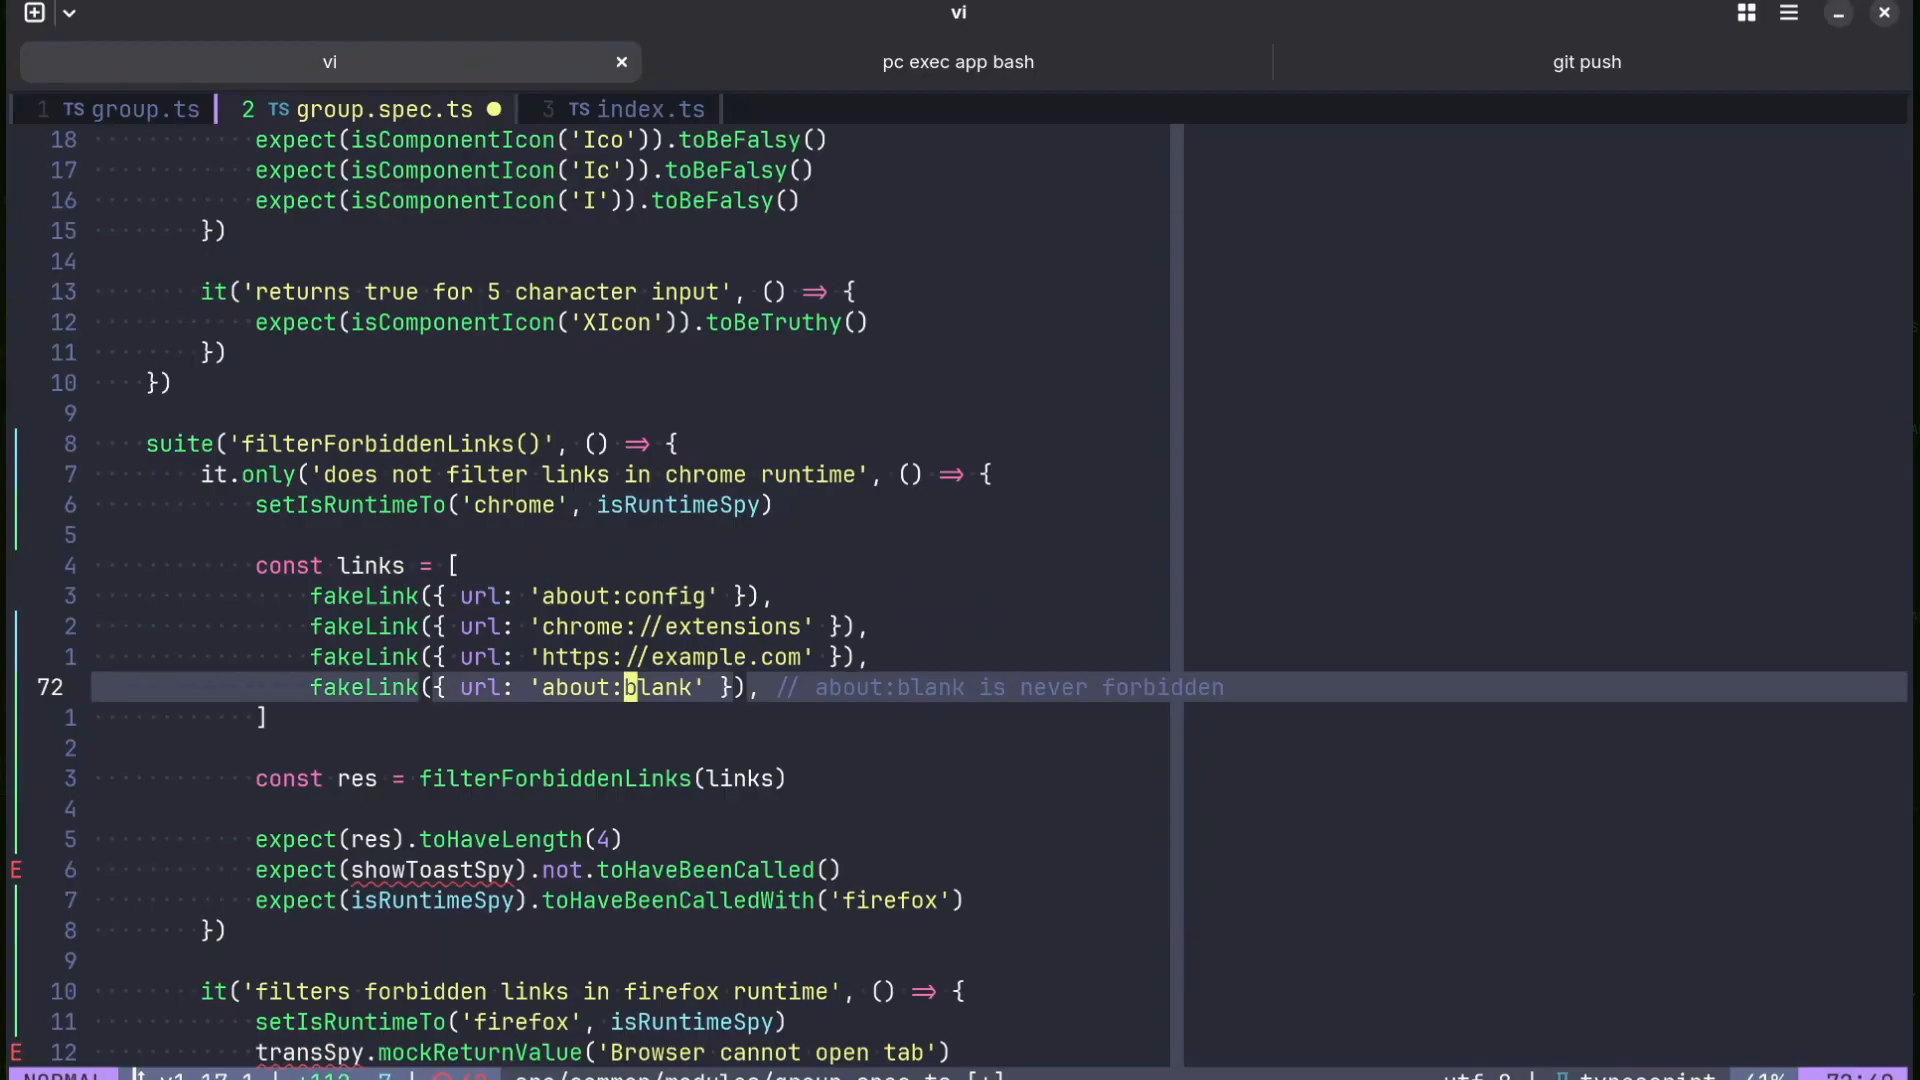 vi
vi
pc exec app bash
git push
1 TS group.ts
2 TS group.spec.ts
3 TS index.ts
18 expect(isComponentIcon('Ico')).toBeFalsy()
17 expect(isComponentIcon('Ic')).toBeFalsy()
16 expect(isComponentIcon('I')).toBeFalsy()
15 })
14
13 it('returns true for 5 character input', () => {
12 expect(isComponentIcon('XIcon')).toBeTruthy()
11 })
10 })
9
8 suite('filterForbiddenLinks()', () => {
7 it.only('does not filter links in chrome runtime', () => {
6 setIsRuntimeTo('chrome', isRuntimeSpy)
5
4 const links = [
3 fakeLink({ url: 'about:config' }),
2 fakeLink({ url: 'chrome://extensions' }),
1 fakeLink({ url: 'https://example.com' }),
72 fakeLink({ url: 'about:blank' }), // about:blank is never forbidden
1 ]
2
3 const res = filterForbiddenLinks(links)
4
5 expect(res).toHaveLength(4)
E 6 expect(showToastSpy).not.toHaveBeenCalled()
7 expect(isRuntimeSpy).toHaveBeenCalledWith('firefox')
8 })
9
10 it('filters forbidden links in firefox runtime', () => {
11 setIsRuntimeTo('firefox', isRuntimeSpy)
E 12 transSpy.mockReturnValue('Browser cannot open tab')